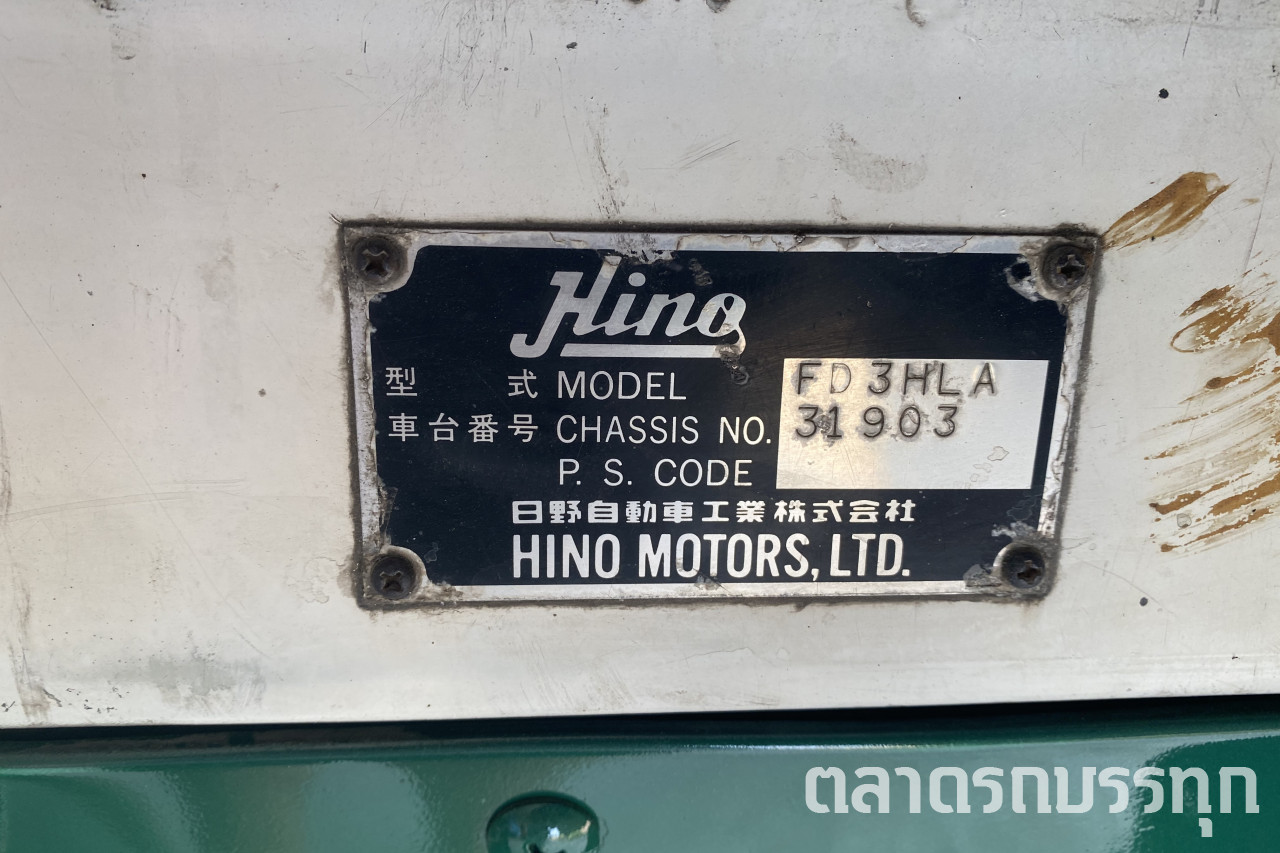 Hino
型 式 MODEL FD3HLA
車台番号 CHASSIS NO. 31903
P. S. CODE
日野自動車工業株式会社
HINO MOTORS, LTD.
ตลาดรถบรรทุก